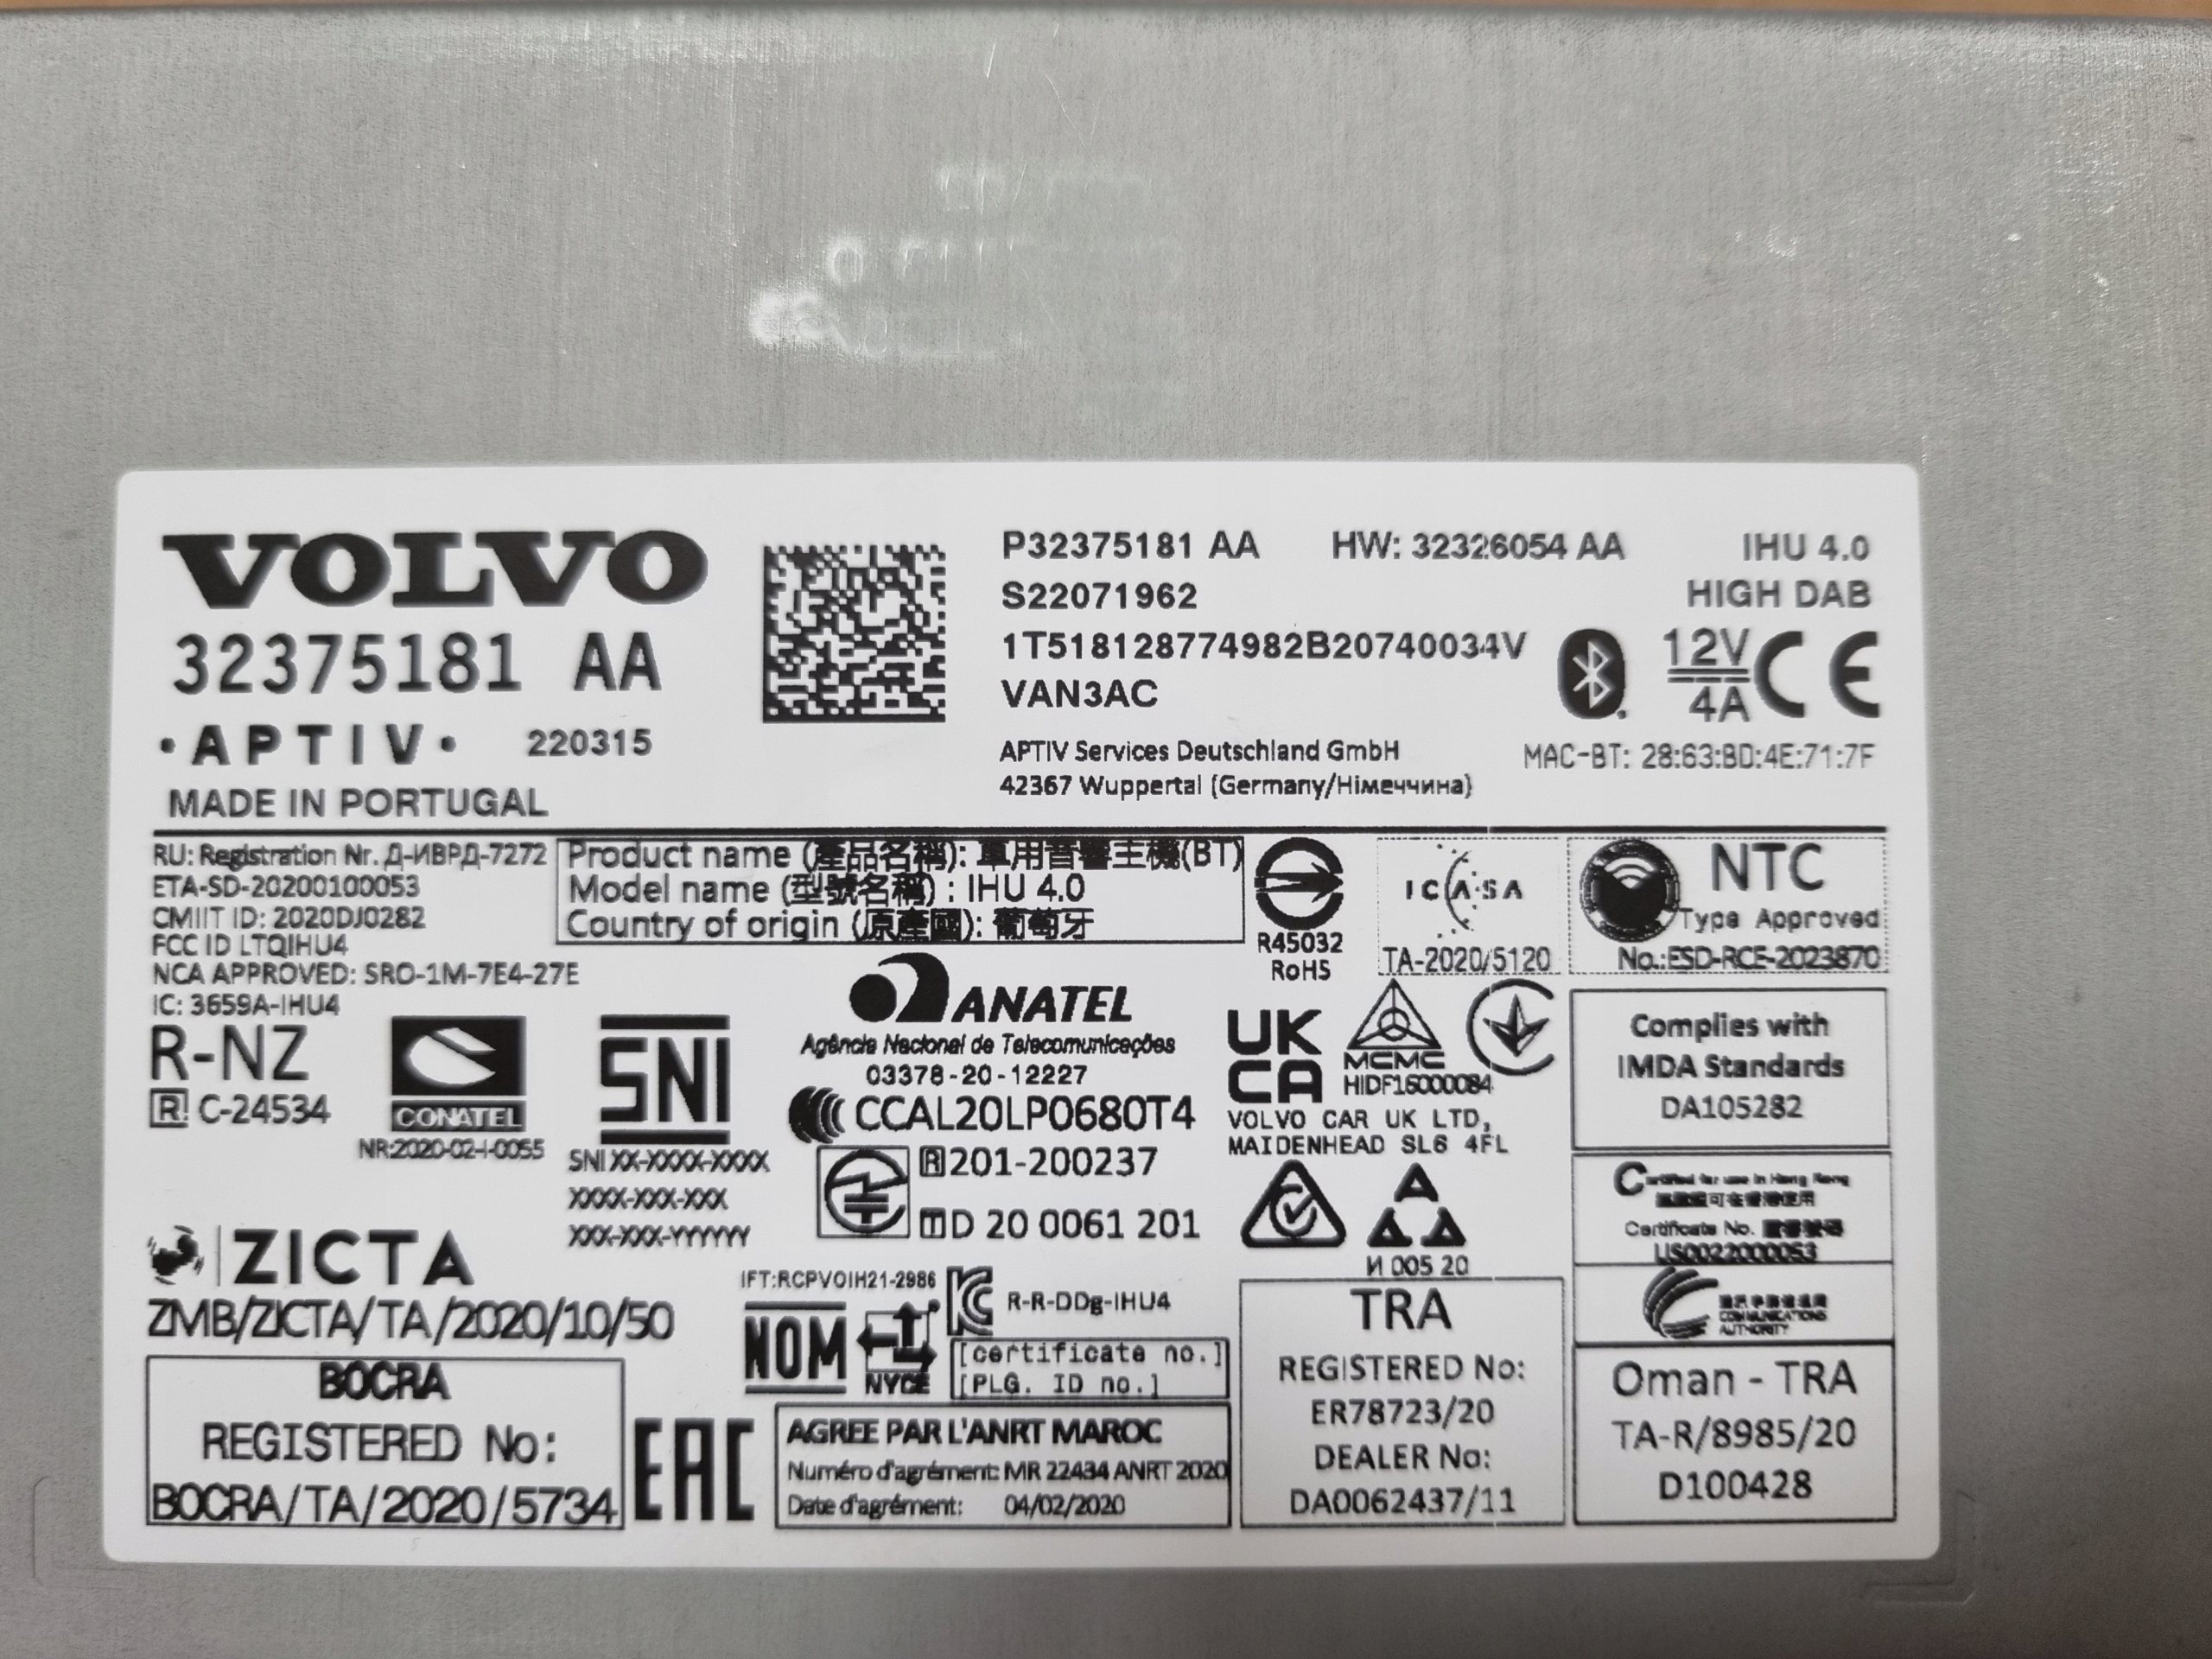 VOLVO
32375181 AA
• A P T I V •
220315
MADE IN PORTUGAL
P32375181 AA
HW: 32326054 AA
IHU 4.0
S22071962
HIGH DAB
1T518128774982B20740034V
VAN3AC
12V
4A
CE
APTIV Services Deutschland GmbH
42367 Wuppertal (Germany/Німеччина)
MAC-BT: 28:63:BD:4E:71:7F
RU: Registration Nr. Д-ИВРД-7272
ETA-SD-20200100053
CMIIT ID: 2020DJ0282
FCC ID LTQIHU4
NCA APPROVED: SRO-1M-7E4-27E
IC: 3659A-IHU4
Product name (產品名稱): 車用音響主機(BT)
Model name (型號名稱) : IHU 4.0
Country of origin (原產國): 葡萄牙
R45032
RoHS
ICASA
TA-2020/5120
NTC
Type Approved
No.:ESD-RCE-2023870
R-NZ
R C-24534
CONATEL
NR:2020-02-I-0055
SNI
SNI XX-XXXX-XXXX
XXXX-XXX-XXX
XXX-XXX-YYYYYY
ANATEL
Agência Nacional de Telecomunicações
03378-20-12227
CCAL20LP0680T4
R 201-200237
T D 20 0061 201
UK
CA
MCMC
HIDF16000084
VOLVO CAR UK LTD,
MAIDENHEAD SL6 4FL
И 005 20
Complies with
IMDA Standards
DA105282
Certified for use in Hong Kong
Certificate No.
US0022000053
COMMUNICATIONS
AUTHORITY
ZICTA
ZMB/ZICTA/TA/2020/10/50
IFT:RCPVOIH21-2986
NOM
NYCE
R-R-DDg-IHU4
[certificate no.]
[PLG. ID no.]
BOCRA
REGISTERED No:
BOCRA/TA/2020/5734
EAC
AGREE PAR L'ANRT MAROC
Numéro d'agrément: MR 22434 ANRT 2020
Date d'agrément: 04/02/2020
TRA
REGISTERED No:
ER78723/20
DEALER No:
DA0062437/11
Oman - TRA
TA-R/8985/20
D100428